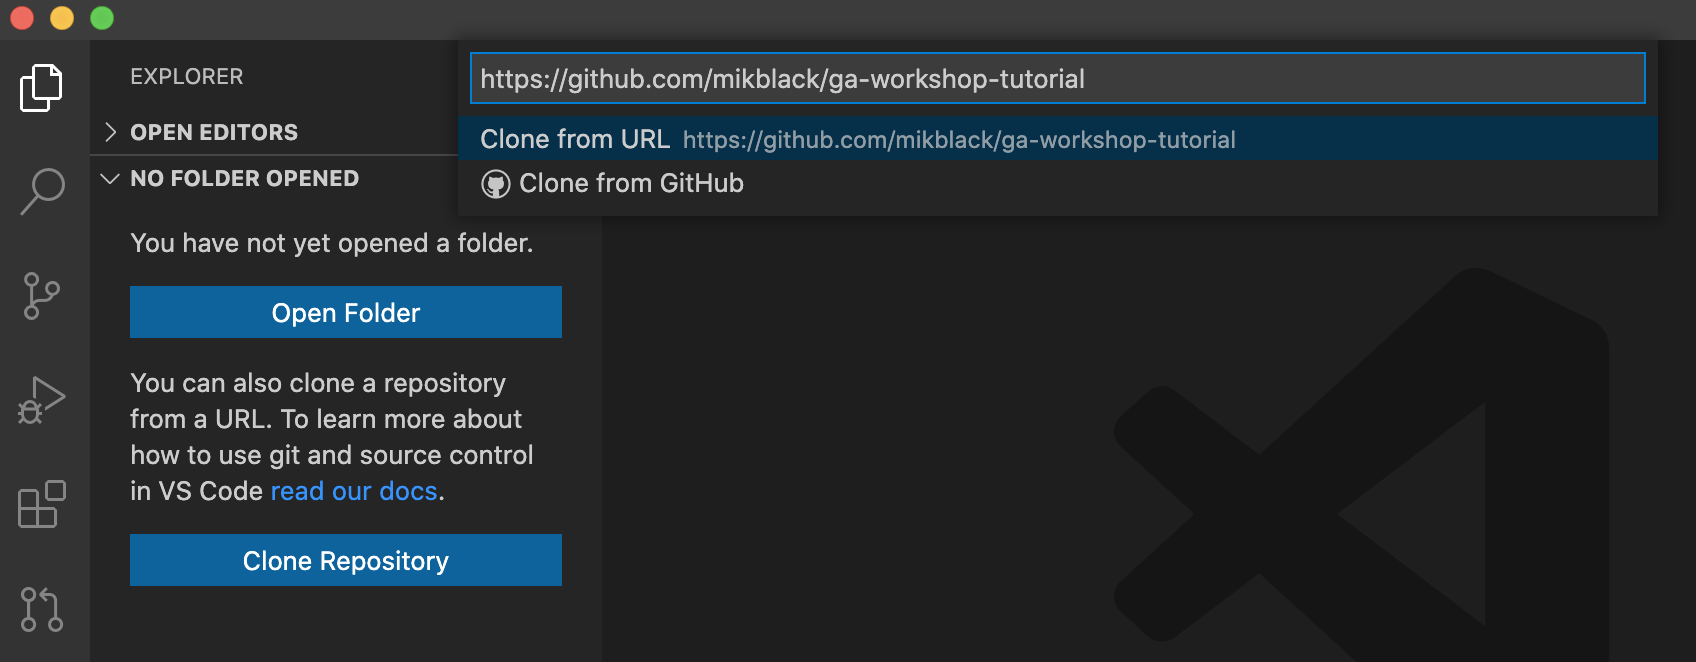 EXPLORER
OPEN EDITORS
NO FOLDER OPENED
You have not yet opened a folder.
Open Folder
You can also clone a repository
from a URL. To learn more about
how to use git and source control
in VS Code read our docs.
Clone Repository
https://github.com/mikblack/ga-workshop-tutorial
Clone from URL https://github.com/mikblack/ga-workshop-tutorial
Clone from GitHub